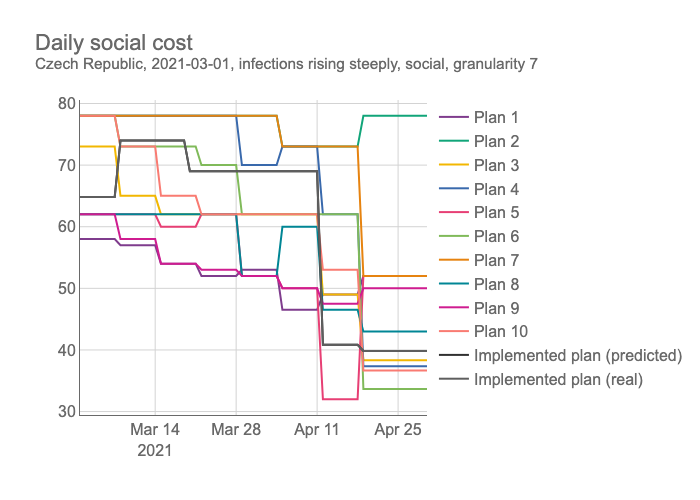 Daily social cost
Czech Republic, 2021-03-01, infections rising steeply, social, granularity 7
80
70
60
50
40
30
Mar 14
2021
Mar 28
Apr 11
Apr 25
Plan 1
Plan 2
Plan 3
Plan 4
Plan 5
Plan 6
Plan 7
Plan 8
Plan 9
Plan 10
Implemented plan (predicted)
Implemented plan (real)